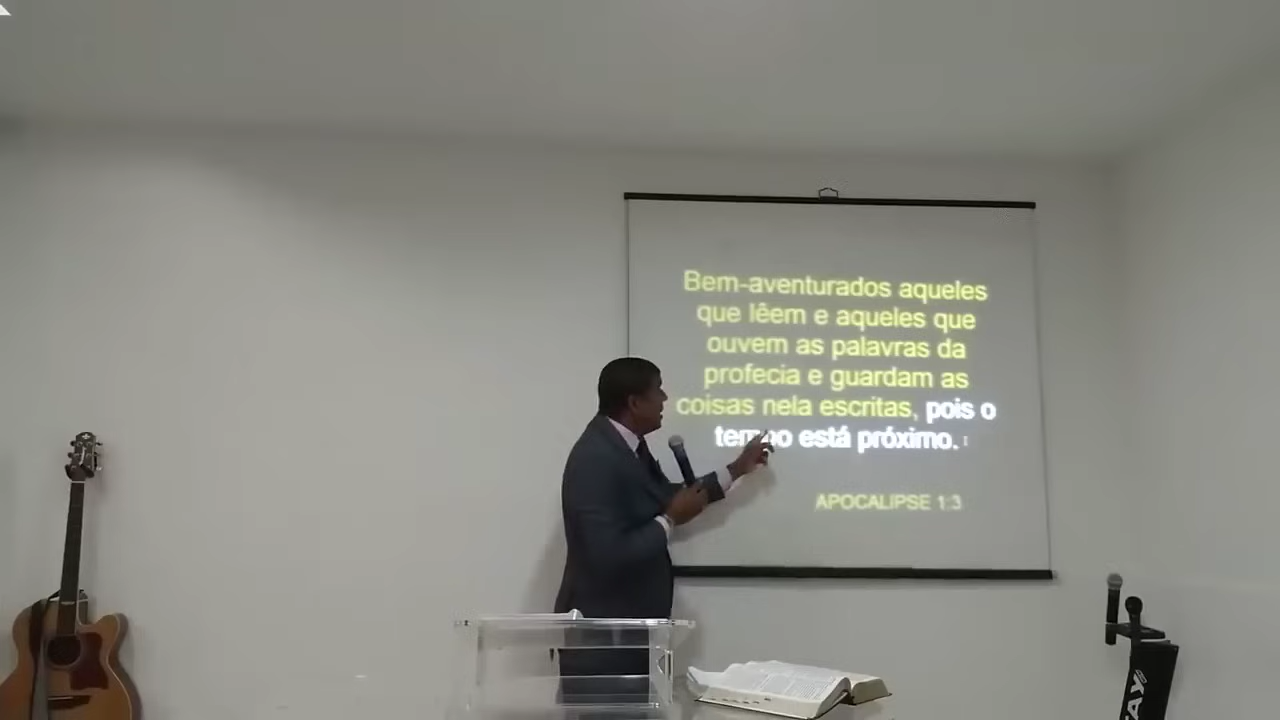 Bem-aventurados aqueles
que lêem e aqueles que
ouvem as palavras da
profecia e guardam as
coisas nela escritas, pois o
tempo está próximo.
APOCALIPSE 1:3